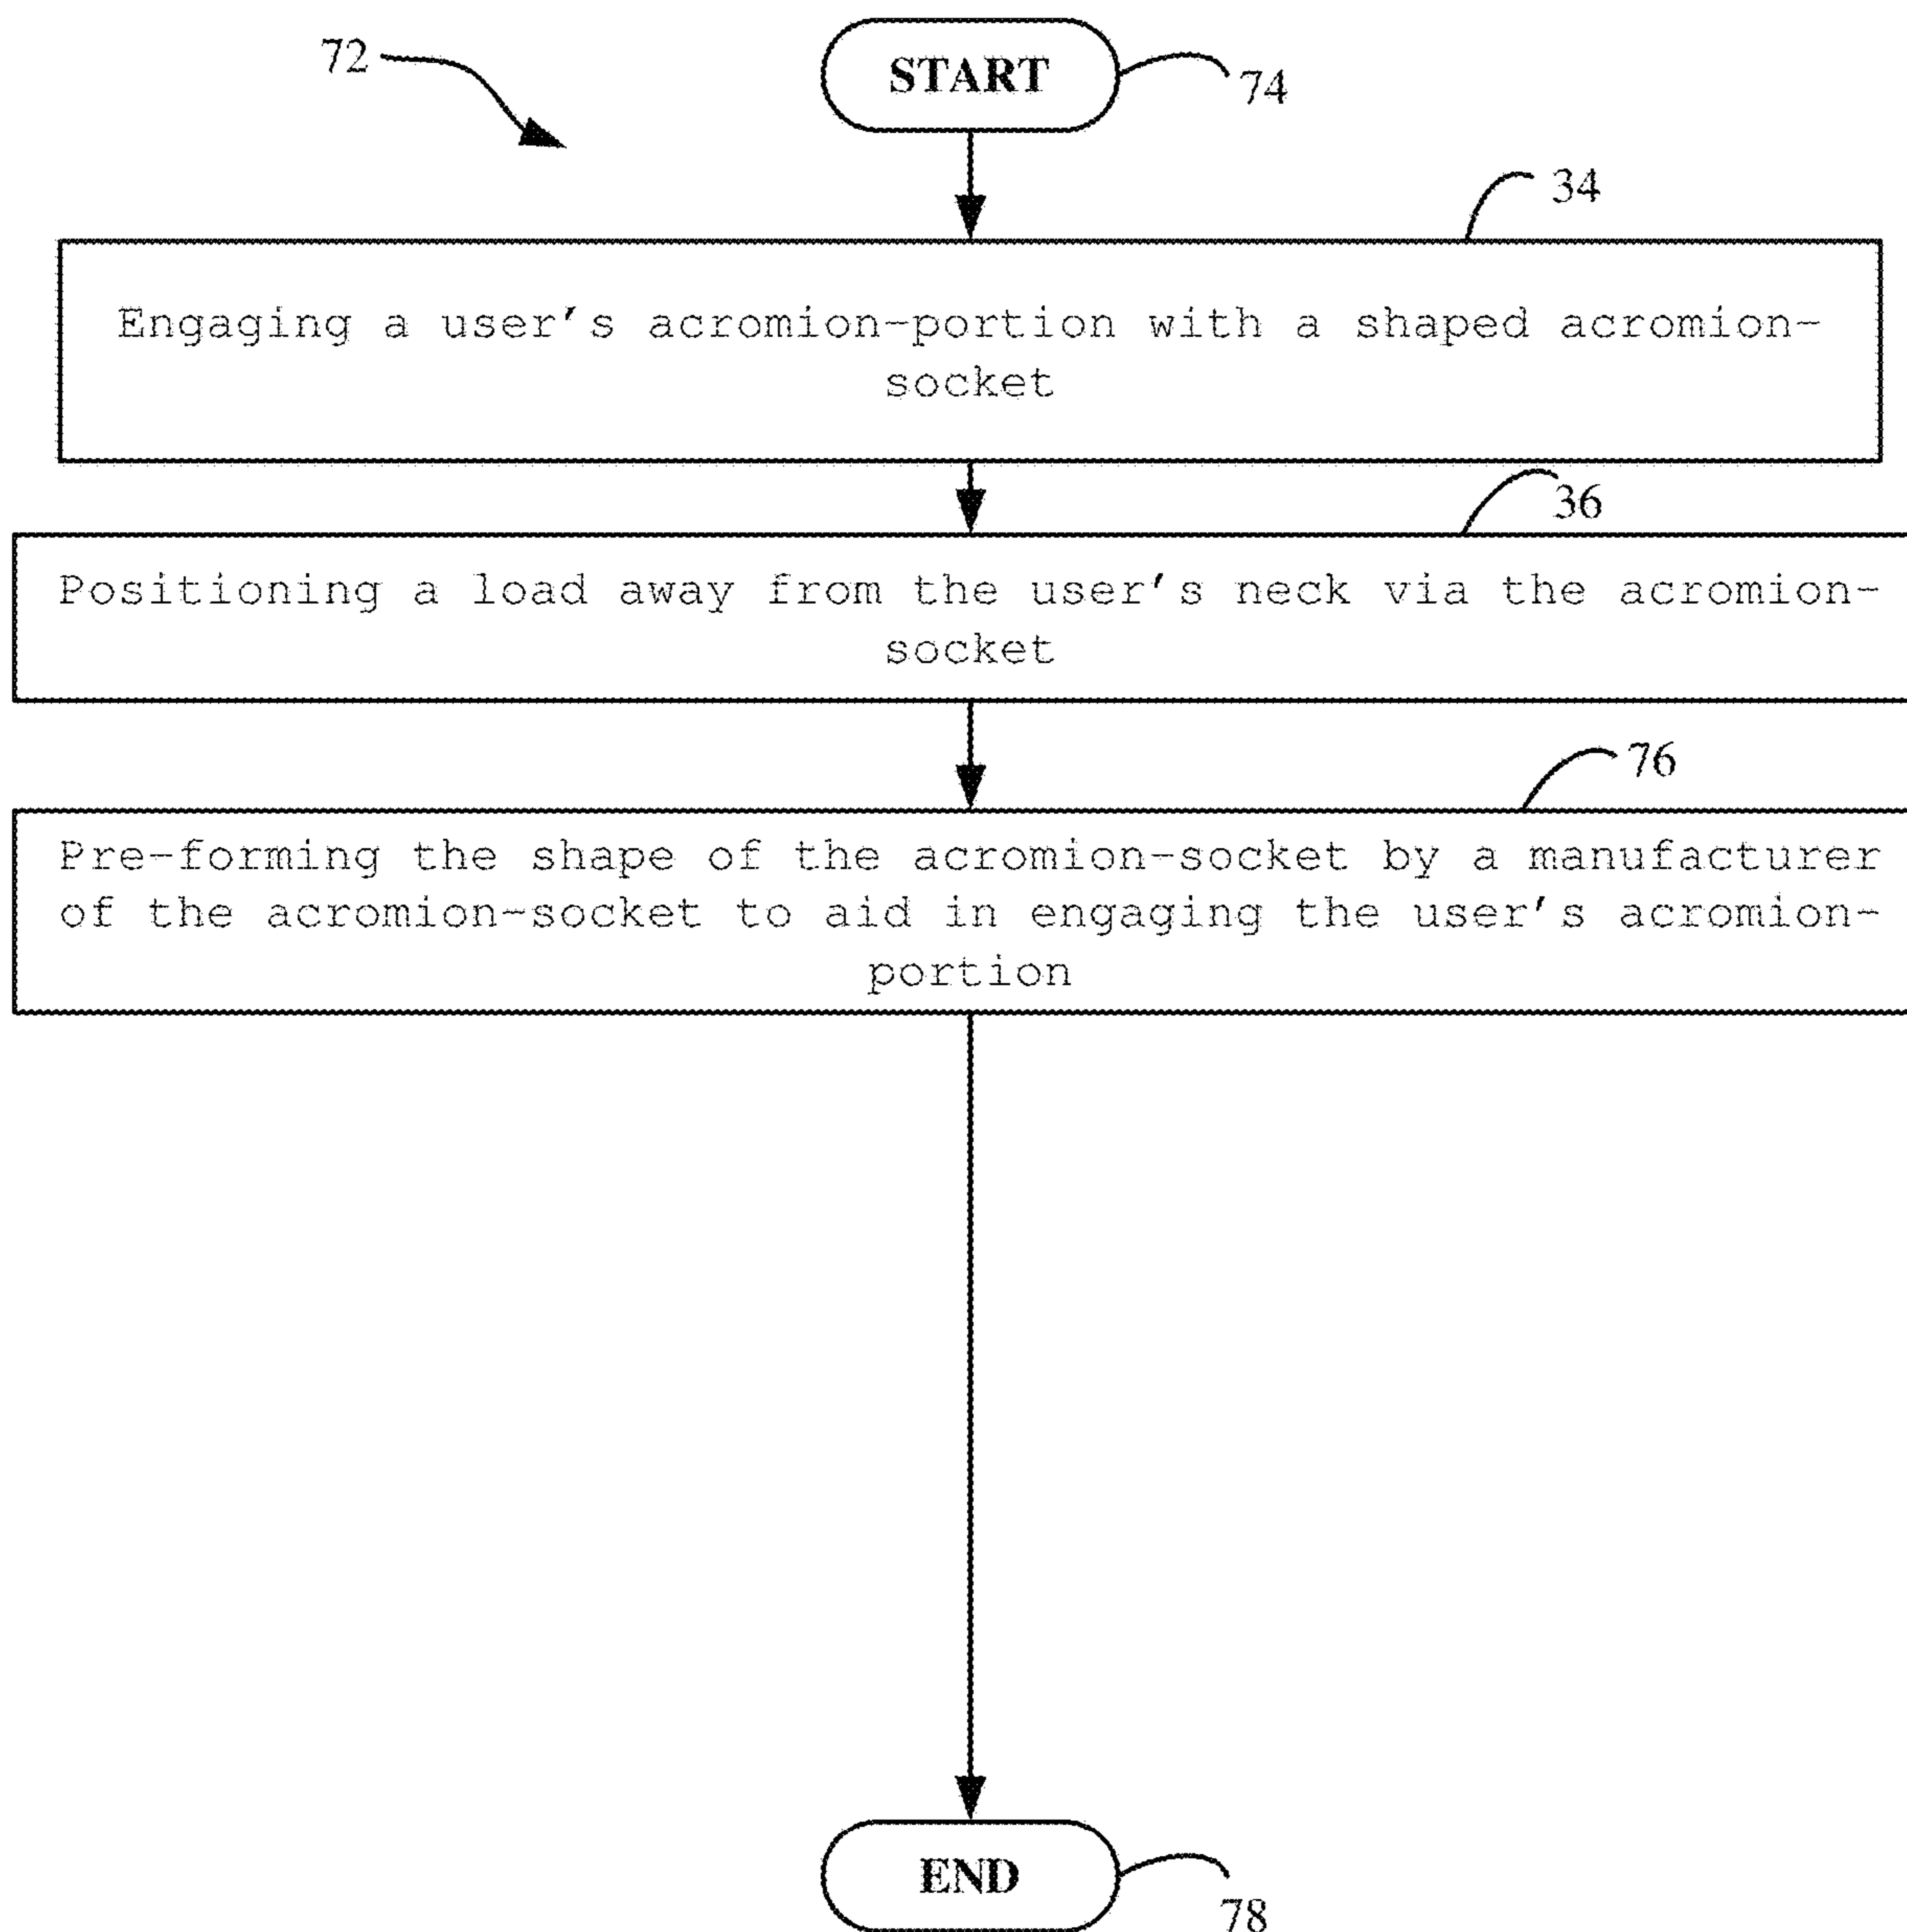 72
START
74
34
Engaging a user's acromion-portion with a shaped acromion-
socket
36
Positioning a load away from the user's neck via the acromion-
socket
76
Pre-forming the shape of the acromion-socket by a manufacturer
of the acromion-socket to aid in engaging the user's acromion-
portion
END
78